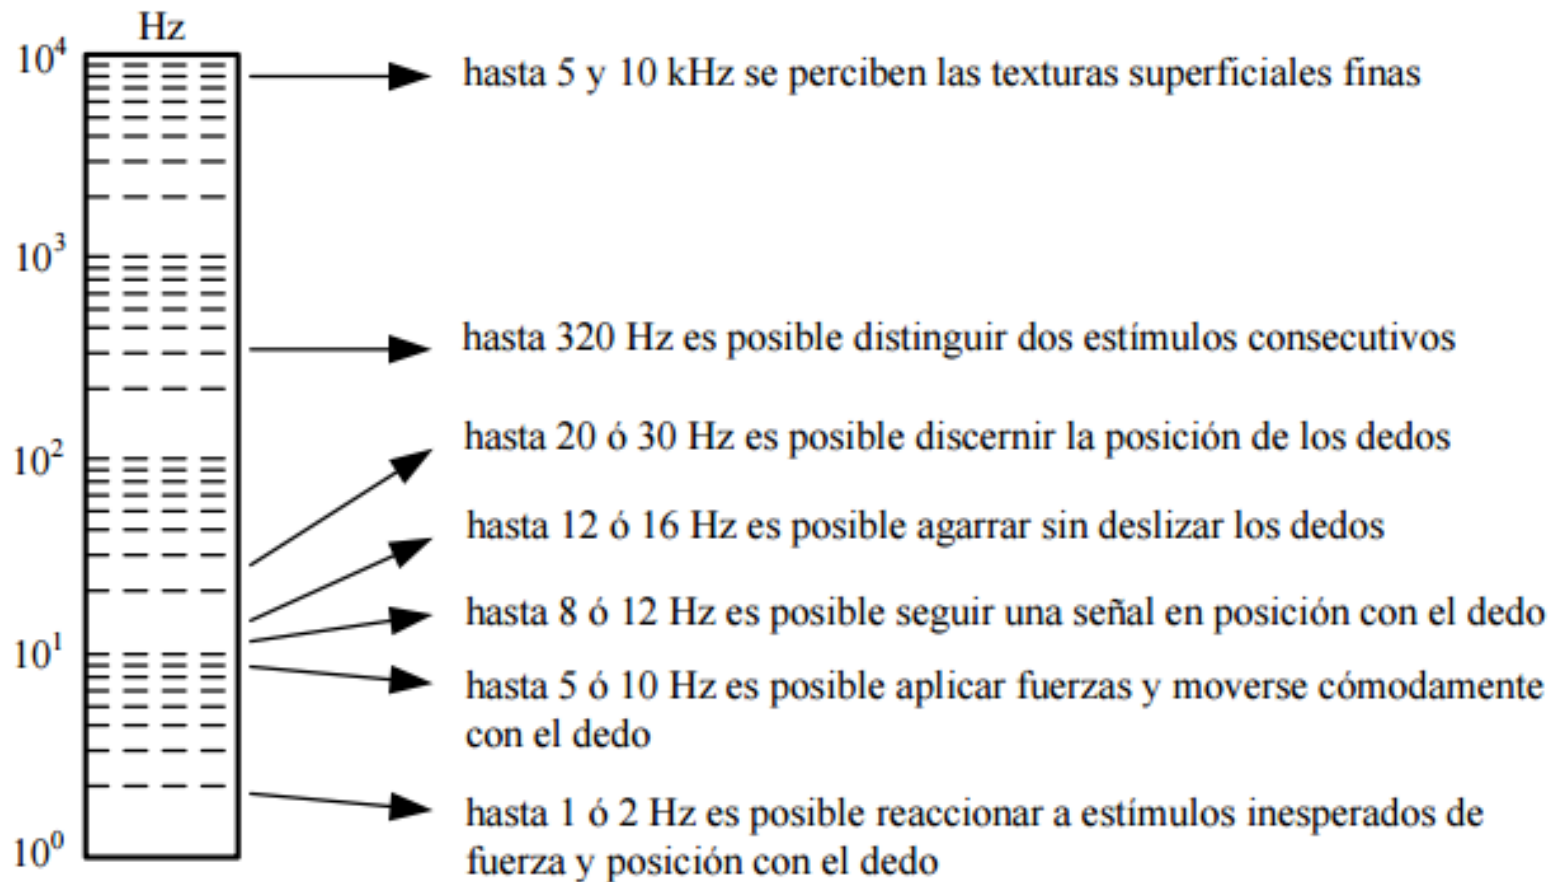 Hz
10⁴
hasta 5 y 10 kHz se perciben las texturas superficiales finas
10³
hasta 320 Hz es posible distinguir dos estímulos consecutivos
hasta 20 ó 30 Hz es posible discernir la posición de los dedos
10²
hasta 12 ó 16 Hz es posible agarrar sin deslizar los dedos
hasta 8 ó 12 Hz es posible seguir una señal en posición con el dedo
10¹
hasta 5 ó 10 Hz es posible aplicar fuerzas y moverse cómodamente
con el dedo
hasta 1 ó 2 Hz es posible reaccionar a estímulos inesperados de
fuerza y posición con el dedo
10⁰